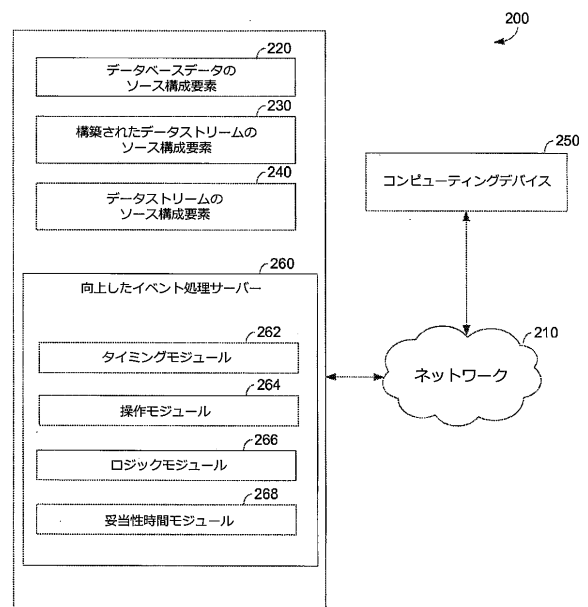 200
220
データベースデータの
ソース構成要素
230
構築されたデータストリームの
ソース構成要素
240
データストリームの
ソース構成要素
250
コンピューティングデバイス
260
向上したイベント処理サーバー
262
タイミングモジュール
264
操作モジュール
266
ロジックモジュール
268
妥当性時間モジュール
210
ネットワーク